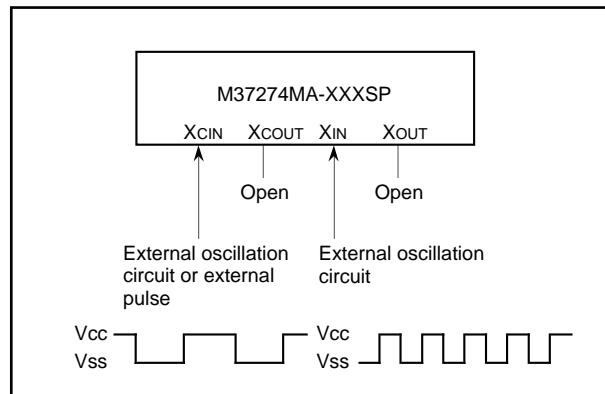 M37274MA-XXXSP
XCIN XCOUT XIN XOUT
Open Open
External oscillation
circuit or external
pulse
External oscillation
circuit
Vcc
Vss
Vcc
Vss